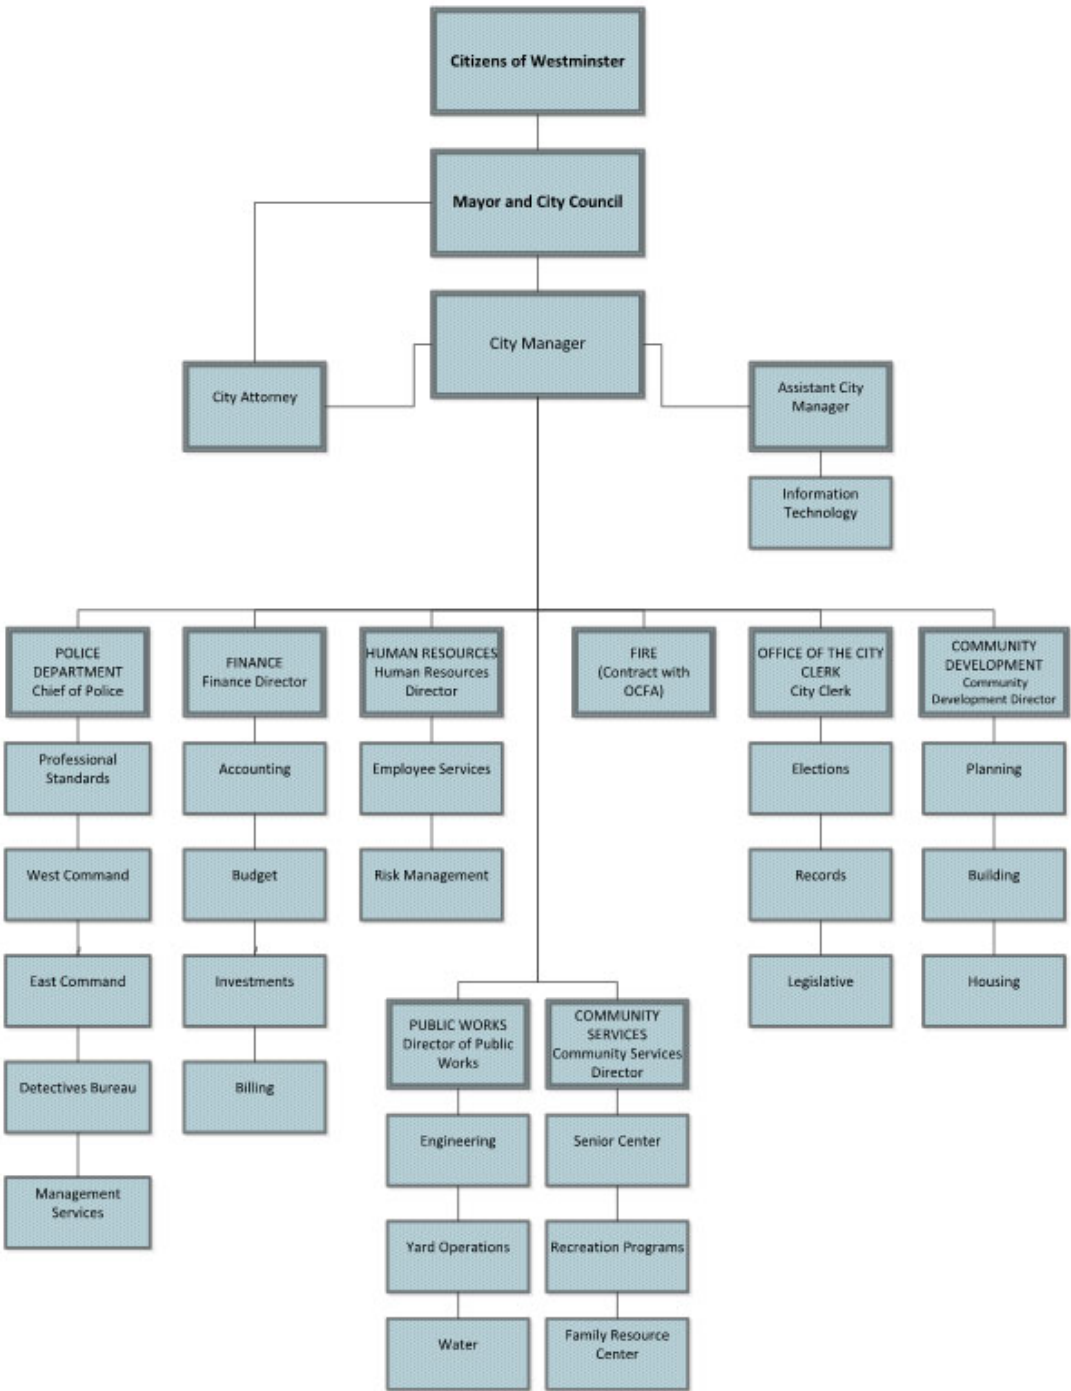 Citizens of Westminster
Mayor and City Council
City Manager
City Attorney
Assistant City
Manager
Information
Technology
POLICE
DEPARTMENT
Chief of Police
FINANCE
Finance Director
HUMAN RESOURCES
Human Resources
Director
FIRE
(Contract with
OCFA)
OFFICE OF THE CITY
CLERK
City Clerk
COMMUNITY
DEVELOPMENT
Community
Development Director
Professional
Standards
Accounting
Employee Services
Elections
Planning
West Command
Budget
Risk Management
Records
Building
East Command
Investments
Legislative
Housing
PUBLIC WORKS
Director of Public
Works
COMMUNITY
SERVICES
Community Services
Director
Detectives Bureau
Billing
Engineering
Senior Center
Management
Services
Yard Operations
Recreation Programs
Water
Family Resource
Center